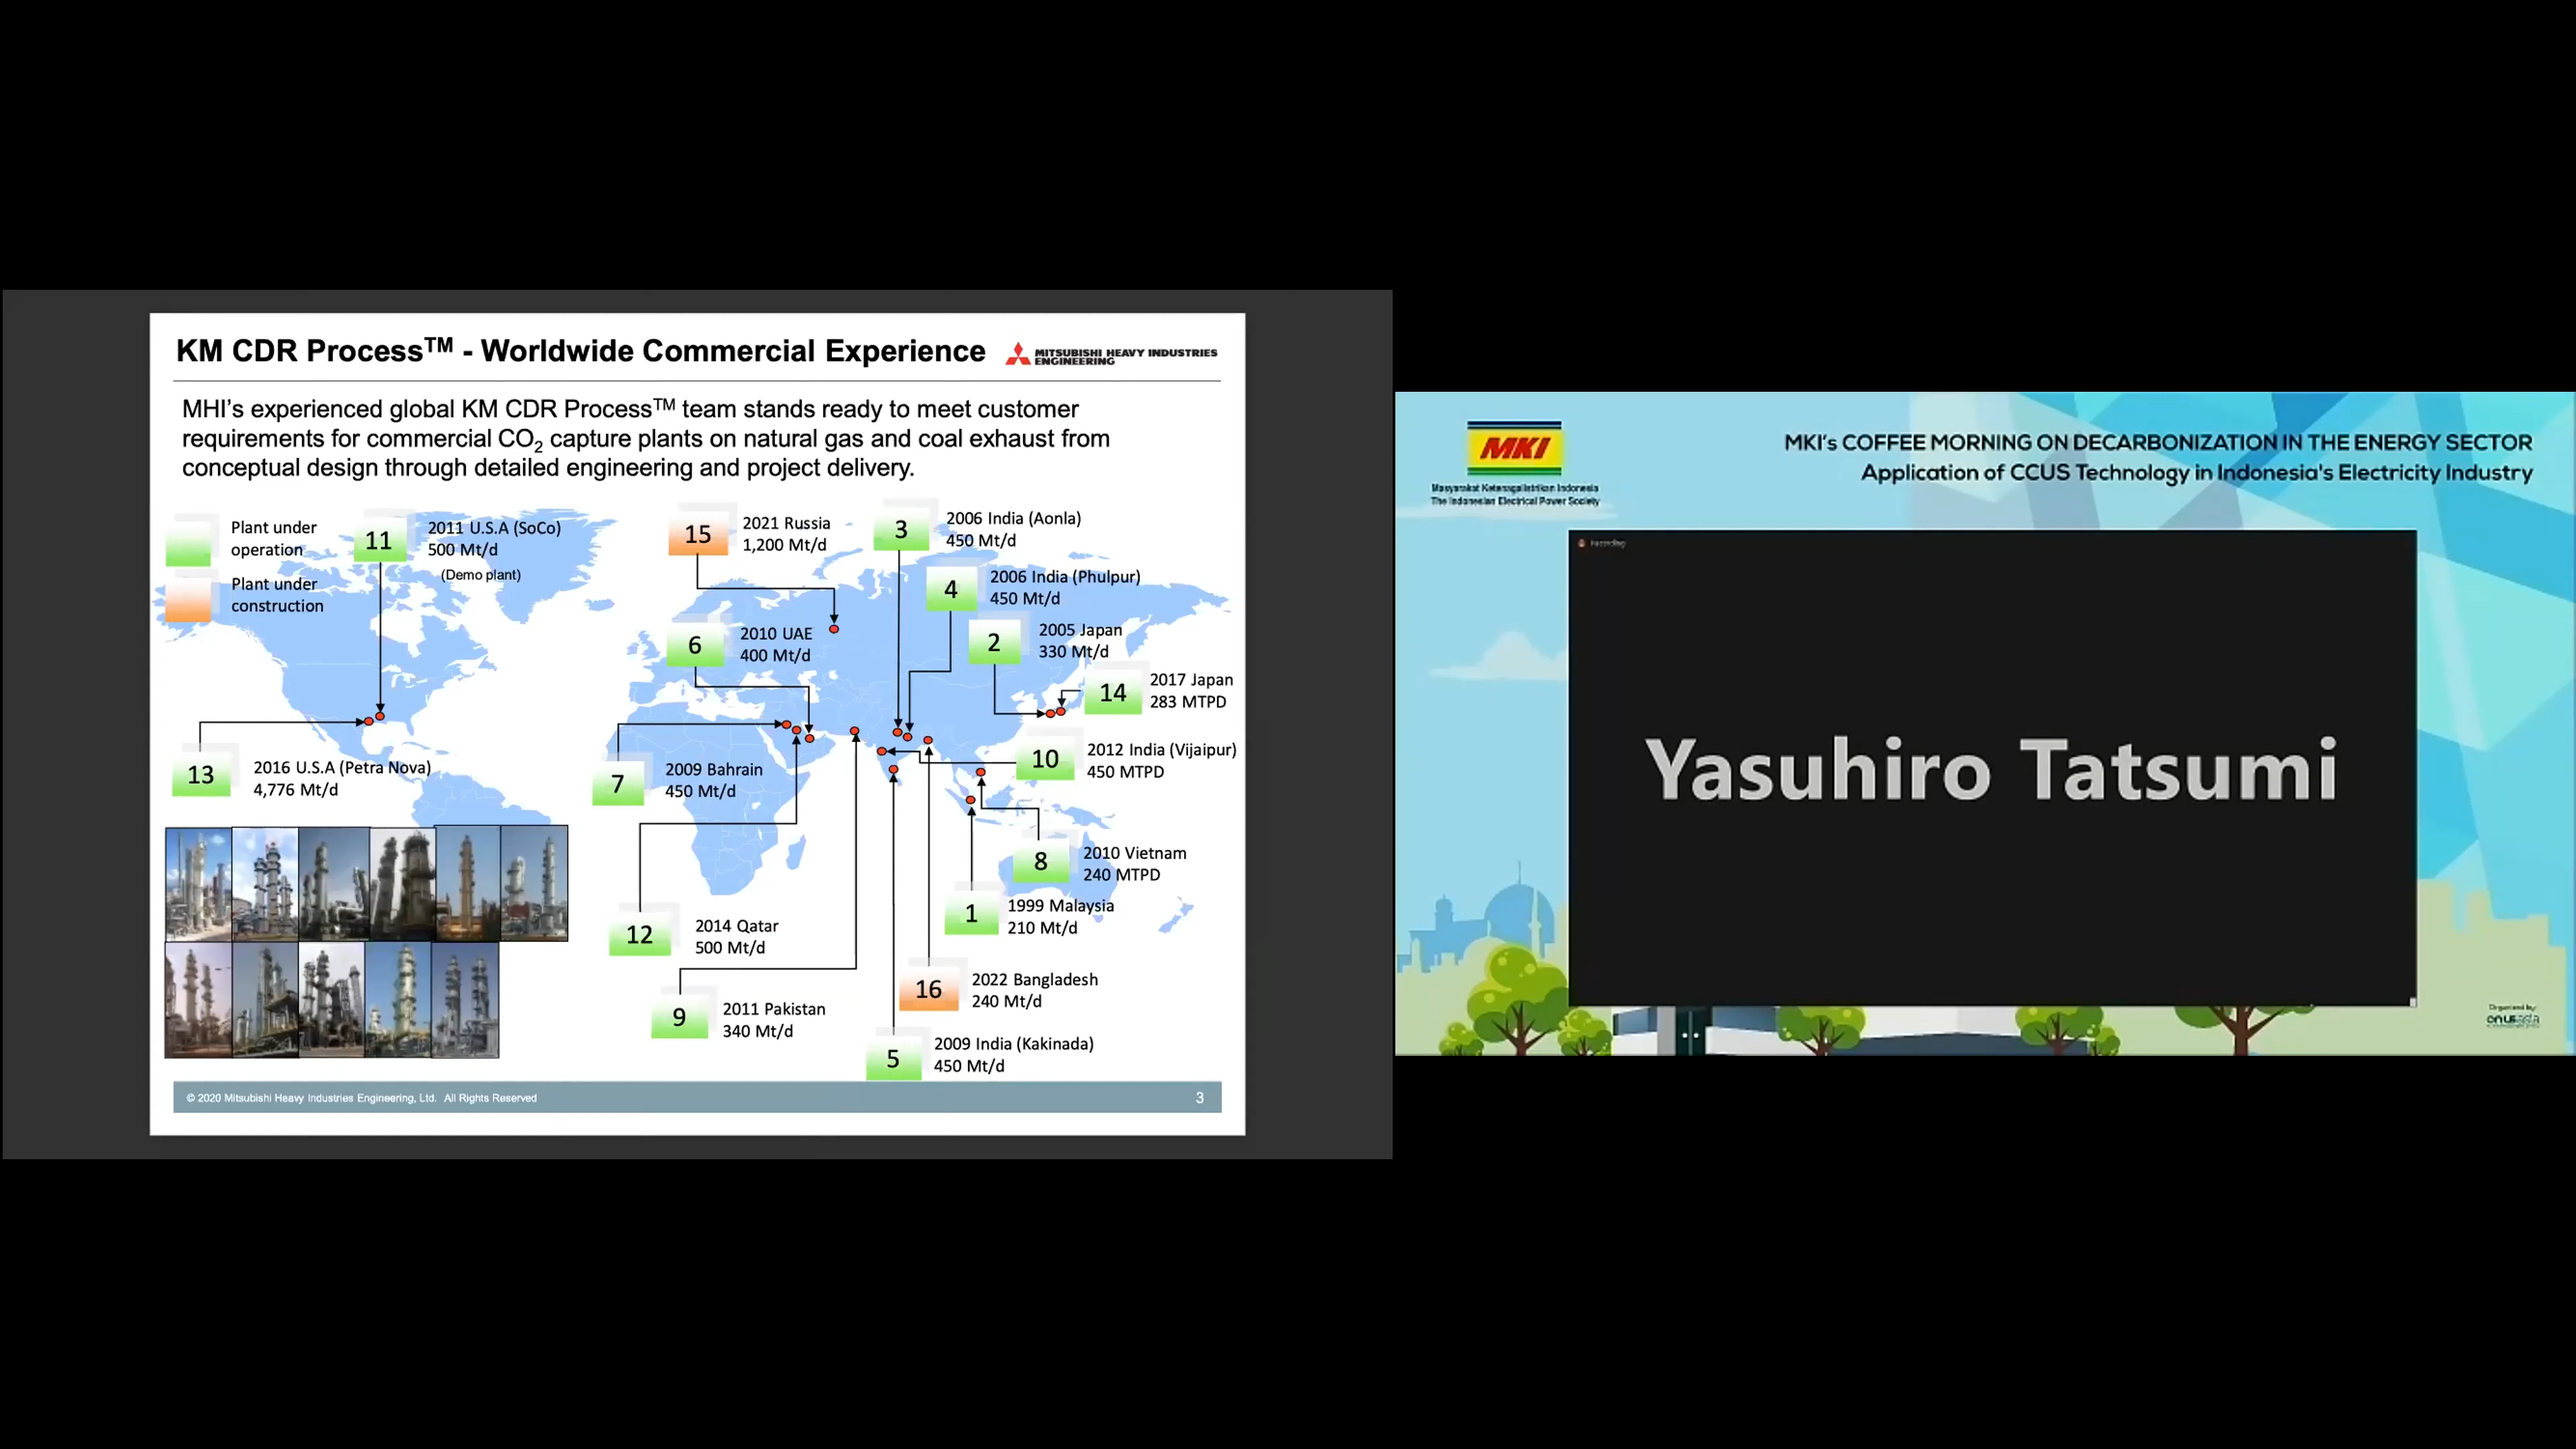 KM CDR Process™ - Worldwide Commercial Experience
MITSUBISHI HEAVY INDUSTRIES
ENGINEERING
MHI's experienced global KM CDR Process™ team stands ready to meet customer
requirements for commercial CO₂ capture plants on natural gas and coal exhaust from
conceptual design through detailed engineering and project delivery.
Plant under
operation
Plant under
construction
11
2011 U.S.A (SoCo)
500 Mt/d
(Demo plant)
15
2021 Russia
1,200 Mt/d
3
2006 India (Aonla)
450 Mt/d
4
2006 India (Phulpur)
450 Mt/d
6
2010 UAE
400 Mt/d
2
2005 Japan
330 Mt/d
14
2017 Japan
283 MTPD
13
2016 U.S.A (Petra Nova)
4,776 Mt/d
7
2009 Bahrain
450 Mt/d
10
2012 India (Vijaipur)
450 MTPD
8
2010 Vietnam
240 MTPD
1
1999 Malaysia
210 Mt/d
12
2014 Qatar
500 Mt/d
16
2022 Bangladesh
240 Mt/d
9
2011 Pakistan
340 Mt/d
5
2009 India (Kakinada)
450 Mt/d
© 2020 Mitsubishi Heavy Industries Engineering, Ltd. All Rights Reserved
3
MKI
Masyarakat Ketenagalistrikan Indonesia
The Indonesian Electrical Power Society
MKI's COFFEE MORNING ON DECARBONIZATION IN THE ENERGY SECTOR
Application of CCUS Technology in Indonesia's Electricity Industry
Recording
Yasuhiro Tatsumi
Organized by: